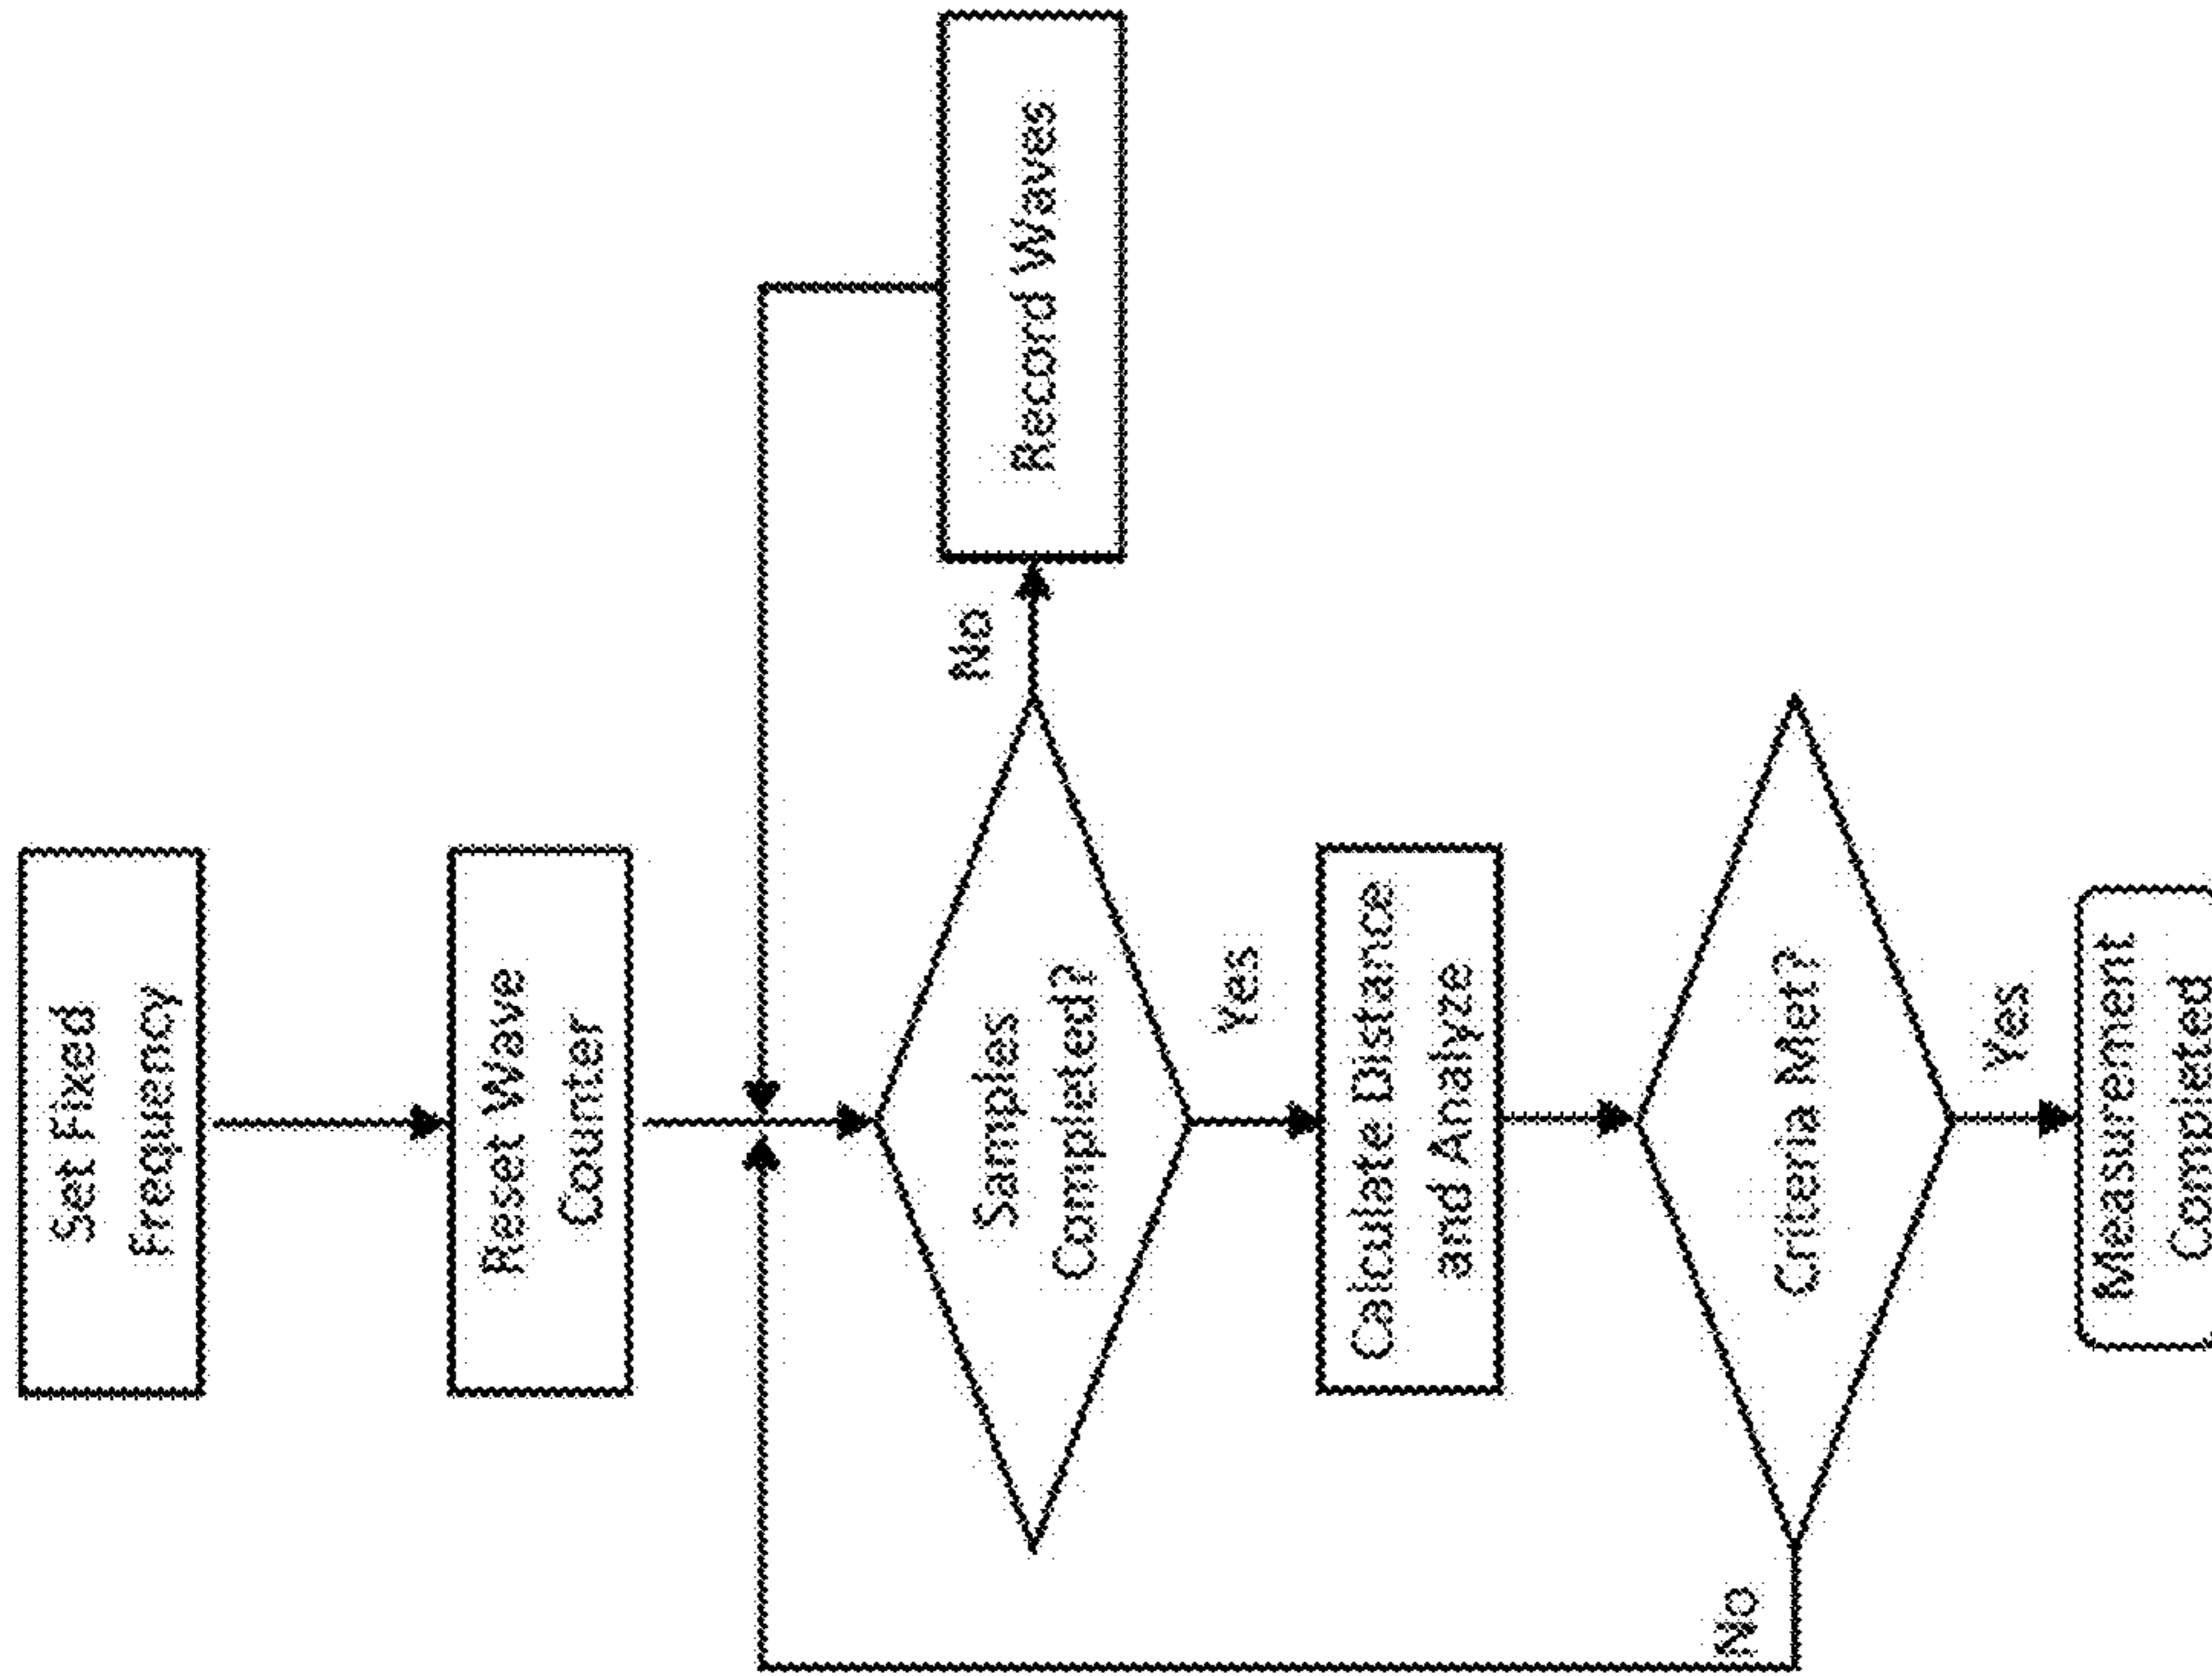 Set Fixed
Frequency
Reset Wave
Counter
Samples
Completed?
No
Record Waves
Yes
Calculate Distance
and Analyze
Criteria Met?
No
Yes
Measurement
Completed